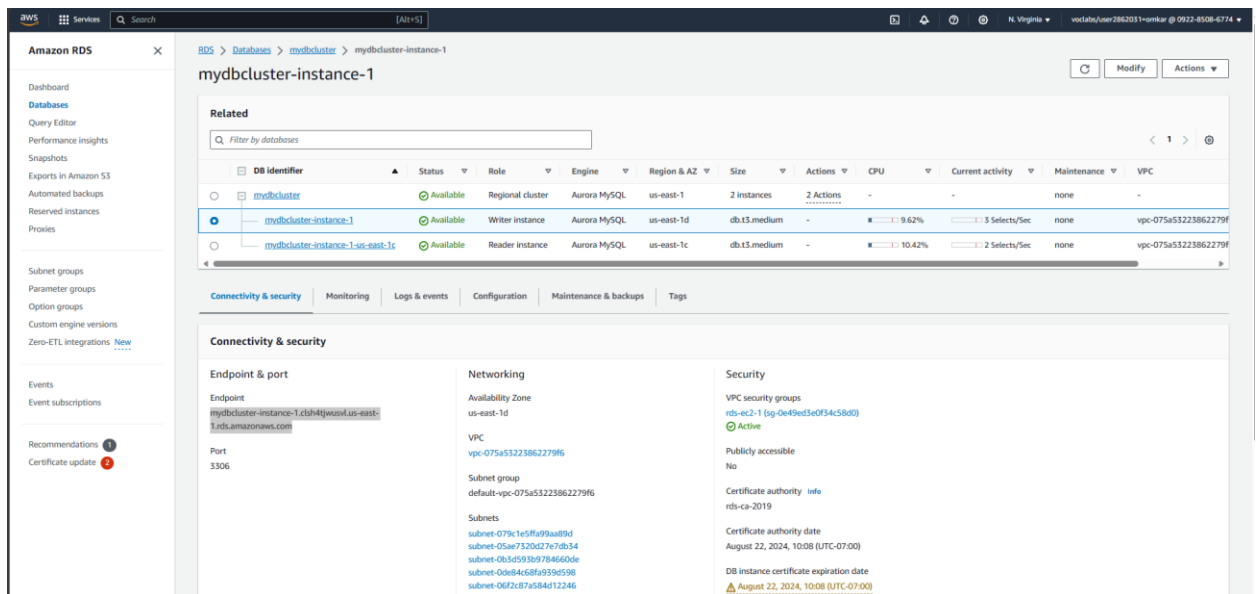 aws Services Search [Alt+S] N. Virginia voclabs/user2862031=omkar @ 0922-8508-6774
Amazon RDS
Dashboard
Databases
Query Editor
Performance insights
Snapshots
Exports in Amazon S3
Automated backups
Reserved instances
Proxies
Subnet groups
Parameter groups
Option groups
Custom engine versions
Zero-ETL integrations New
Events
Event subscriptions
Recommendations 1
Certificate update 2
RDS > Databases > mydbcluster > mydbcluster-instance-1
mydbcluster-instance-1
Modify Actions
Related
Filter by databases
1
DB identifier Status Role Engine Region & AZ Size Actions CPU Current activity Maintenance VPC
mydbcluster Available Regional cluster Aurora MySQL us-east-1 2 instances 2 Actions - - none -
mydbcluster-instance-1 Available Writer instance Aurora MySQL us-east-1d db.t3.medium - 9.62% 3 Selects/Sec none vpc-075a53223862279f
mydbcluster-instance-1-us-east-1c Available Reader instance Aurora MySQL us-east-1c db.t3.medium - 10.42% 2 Selects/Sec none vpc-075a53223862279f
Connectivity & security Monitoring Logs & events Configuration Maintenance & backups Tags
Connectivity & security
Endpoint & port
Endpoint
mydbcluster-instance-1.clsh4tjwusvl.us-east-
1.rds.amazonaws.com
Port
3306
Networking
Availability Zone
us-east-1d
VPC
vpc-075a53223862279f6
Subnet group
default-vpc-075a53223862279f6
Subnets
subnet-079c1e5ffa99aa89d
subnet-05ae7320d27e7db34
subnet-0b3d593b9784660de
subnet-0de84c68fa939d598
subnet-06f2c87a584d12246
Security
VPC security groups
rds-ec2-1 (sg-0e49ed3e0f34c58d0)
Active
Publicly accessible
No
Certificate authority Info
rds-ca-2019
Certificate authority date
August 22, 2024, 10:08 (UTC-07:00)
DB instance certificate expiration date
August 22, 2024, 10:08 (UTC-07:00)